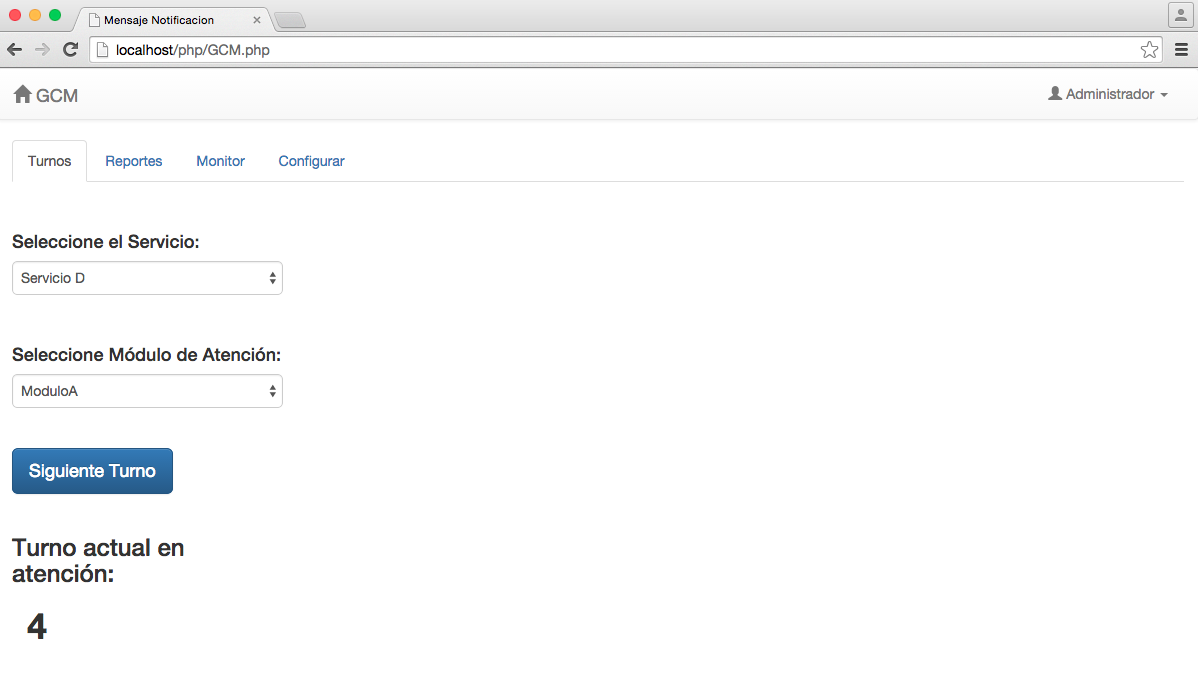 Mensaje Notificacion
localhost/php/GCM.php
GCM
Administrador
Turnos Reportes Monitor Configurar
Seleccione el Servicio:
Servicio D
Seleccione Módulo de Atención:
ModuloA
Siguiente Turno
Turno actual en
atención:
4